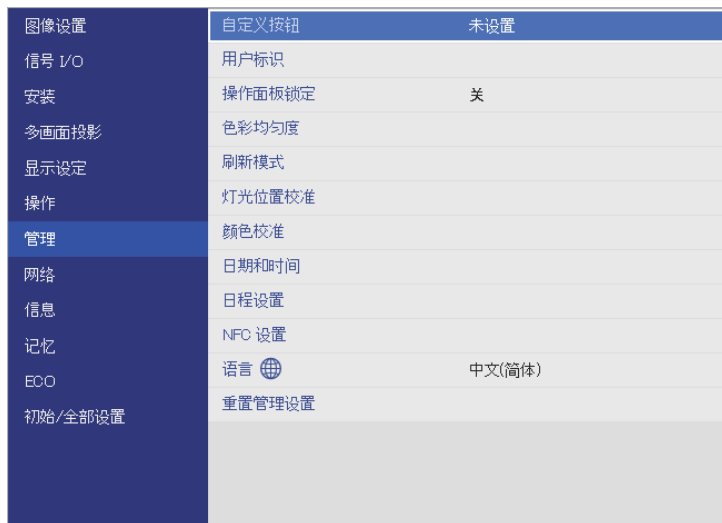 图像设置
信号 I/O
安装
多画面投影
显示设定
操作
管理
网络
信息
记忆
ECO
初始/全部设置
自定义按钮 未设置
用户标识
操作面板锁定 关
色彩均匀度
刷新模式
灯光位置校准
颜色校准
日期和时间
日程设置
NFC 设置
语言 中文(简体)
重置管理设置